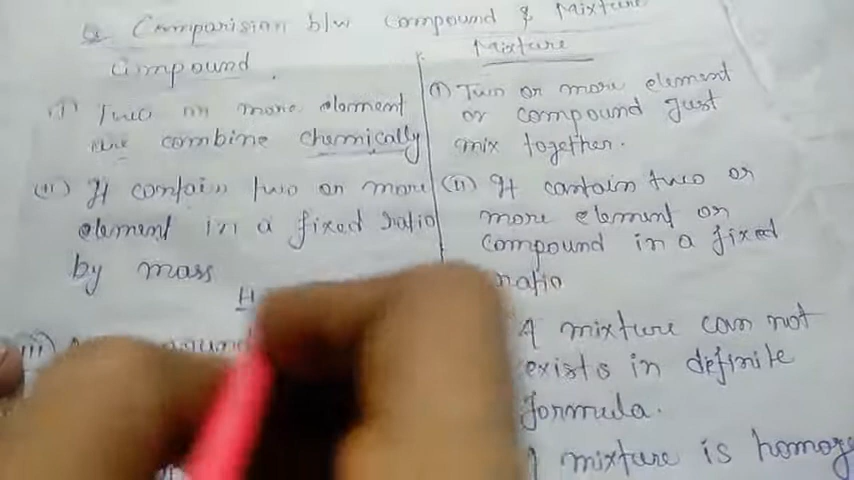 Comparision b/w Compound & Mixture
Compound
Mixture
(i) Two or more element
are combine chemically
(ii) It contain two or more
element in a fixed ratio
by mass
H
iii)
(i) Two or more element
or compound Just
mix together.
(ii) It contain two or
more element or
compound in a fixed
ratio
A mixture can not
exists in definite
formula.
mixture is homog